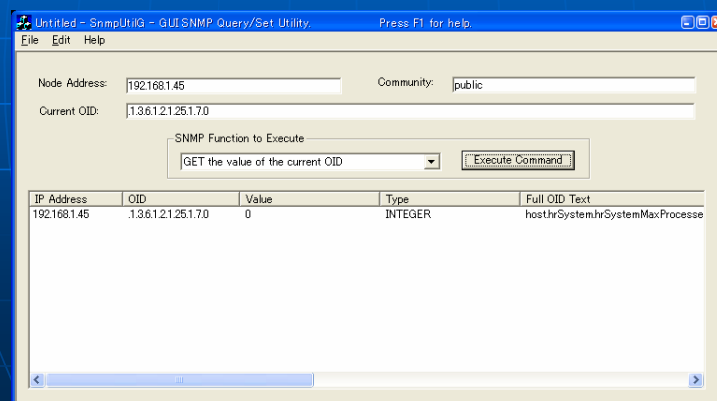 Untitled - SnmpUtilG - GUI SNMP Query/Set Utility. Press F1 for help.
File Edit Help
Node Address: 192.168.1.45 Community: public
Current OID: .1.3.6.1.2.1.25.1.7.0
SNMP Function to Execute
GET the value of the current OID Execute Command
IP Address OID Value Type Full OID Text
192.168.1.45 .1.3.6.1.2.1.25.1.7.0 0 INTEGER host.hrSystem.hrSystemMaxProcesse